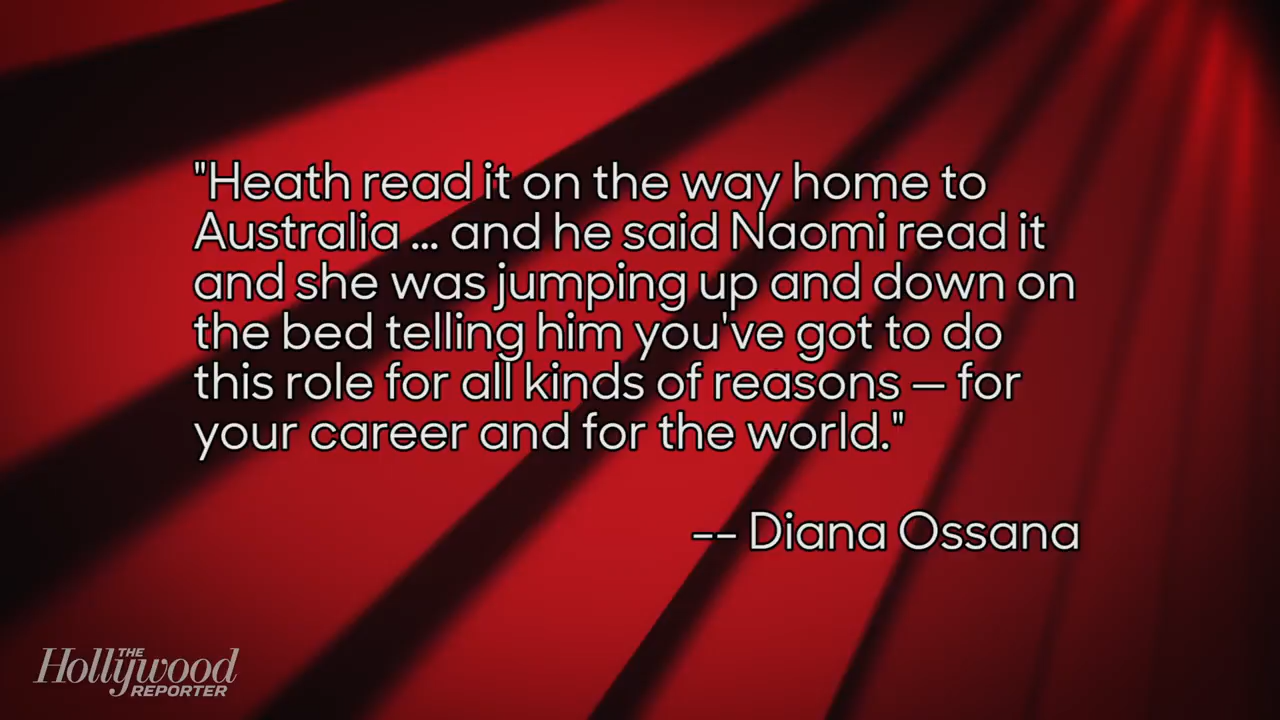 "Heath read it on the way home to
Australia ... and he said Naomi read it
and she was jumping up and down on
the bed telling him you've got to do
this role for all kinds of reasons — for
your career and for the world."
-- Diana Ossana
THE
Hollywood
REPORTER